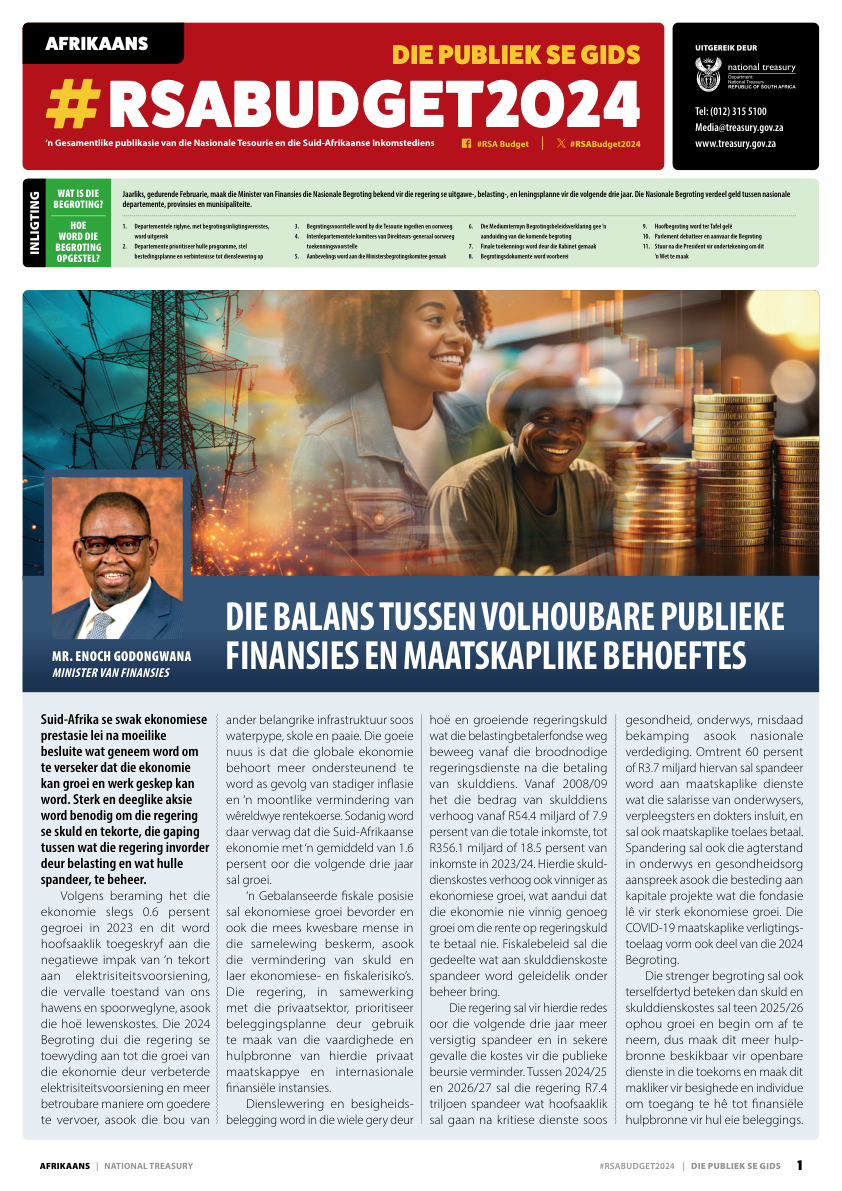 AFRIKAANS
DIE PUBLIEK SE GIDS
#RSABUDGET2024
'n Gesamentlike publikasie van die Nasionale Tesourie en die Suid-Afrikaanse Inkomstediens
#RSA Budget
#RSABudget2024
UITGEREIK DEUR
national treasury
Department:
National Treasury
REPUBLIC OF SOUTH AFRICA
Tel: (012) 315 5100
Media@treasury.gov.za
www.treasury.gov.za
INLIGTING
WAT IS DIE
BEGROTING?
Jaarliks, gedurende Februarie, maak die Minister van Finansies die Nasionale Begroting bekend vir die regering se uitgawe-, belasting-, en leningsplanne vir die volgende drie jaar. Die Nasionale Begroting verdeel geld tussen nasionale
departemente, provinsies en munisipaliteite.
HOE
WORD DIE
BEGROTING
OPGESTEL?
1. Departementele riglyne, met begrotingsinligtingvereistes,
word uitgereik
2. Departemente prioritiseer hulle programme, stel
bestedingsplanne en verbintenisse tot dienslewering op
3. Begrotingsvoorstelle word by die Tesourie ingedien en oorweeg
4. Interdepartementele komitees van Direkteurs-generaal oorweeg
toekenningsvoorstelle
5. Aanbevelings word aan die Ministersbegrotingskomitee gemaak
6. Die Mediumtermyn Begrotingsbeleidsverklaring gee 'n
aanduiding van die komende begroting
7. Finale toekennings word deur die Kabinet gemaak
8. Begrotingsdokumente word voorberei
9. Hoofbegroting word ter Tafel gelê
10. Parlement debatteer en aanvaar die Begroting
11. Stuur na die President vir ondertekening om dit
'n Wet te maak
MR. ENOCH GODONGWANA
MINISTER VAN FINANSIES
DIE BALANS TUSSEN VOLHOUBARE PUBLIEKE
FINANSIES EN MAATSKAPLIKE BEHOEFTES
Suid-Afrika se swak ekonomiese
prestasie lei na moeilike
besluite wat geneem word om
te verseker dat die ekonomie
kan groei en werk geskep kan
word. Sterk en deeglike aksie
word benodig om die regering
se skuld en tekorte, die gaping
tussen wat die regering invorder
deur belasting en wat hulle
spandeer, te beheer.
Volgens beraming het die
ekonomie slegs 0.6 persent
gegroei in 2023 en dit word
hoofsaaklik toegeskryf aan die
negatiewe impak van 'n tekort
aan elektrisiteitsvoorsiening,
die vervalle toestand van ons
hawens en spoorweglyne, asook
die hoë lewenskostes. Die 2024
Begroting dui die regering se
toewyding aan tot die groei van
die ekonomie deur verbeterde
elektrisiteitsvoorsiening en meer
betroubare maniere om goedere
te vervoer, asook die bou van
ander belangrike infrastruktuur soos
waterpype, skole en paaie. Die goeie
nuus is dat die globale ekonomie
behoort meer ondersteunend te
word as gevolg van stadiger inflasie
en 'n moontlike vermindering van
wêreldwye rentekoerse. Sodanig word
daar verwag dat die Suid-Afrikaanse
ekonomie met 'n gemiddeld van 1.6
persent oor die volgende drie jaar
sal groei.
'n Gebalanseerde fiskale posisie
sal ekonomiese groei bevorder en
ook die mees kwesbare mense in
die samelewing beskerm, asook
die vermindering van skuld en
laer ekonomiese- en fiskalerisiko's.
Die regering, in samewerking
met die privaatsektor, prioritiseer
beleggingsplanne deur gebruik
te maak van die vaardighede en
hulpbronne van hierdie privaat
maatskappye en internasionale
finansiële instansies.
Dienslewering en besigheids-
belegging word in die wiele gery deur
hoë en groeiende regeringskuld
wat die belastingbetalerfondse weg
beweeg vanaf die broodnodige
regeringsdienste na die betaling
van skulddiens. Vanaf 2008/09
het die bedrag van skulddiens
verhoog vanaf R54.4 miljard of 7.9
persent van die totale inkomste, tot
R356.1 miljard of 18.5 persent van
inkomste in 2023/24. Hierdie skuld-
dienskostes verhoog ook vinniger as
ekonomiese groei, wat aandui dat
die ekonomie nie vinnig genoeg
groei om die rente op regeringskuld
te betaal nie. Fiskalebeleid sal die
gedeelte wat aan skulddienskoste
spandeer word geleidelik onder
beheer bring.
Die regering sal vir hierdie redes
oor die volgende drie jaar meer
versigtig spandeer en in sekere
gevalle die kostes vir die publieke
beursie verminder. Tussen 2024/25
en 2026/27 sal die regering R7.4
triljoen spandeer wat hoofsaaklik
sal gaan na kritiese dienste soos
gesondheid, onderwys, misdaad
bekamping asook nasionale
verdediging. Omtrent 60 persent
of R3.7 miljard hiervan sal spandeer
word aan maatskaplike dienste
wat die salarisse van onderwysers,
verpleegsters en dokters insluit, en
sal ook maatskaplike toelaes betaal.
Spandering sal ook die agterstand
in onderwys en gesondheidsorg
aanspreek asook die besteding aan
kapitale projekte wat die fondasie
lê vir sterk ekonomiese groei. Die
COVID-19 maatskaplike verligtings-
toelaag vorm ook deel van die 2024
Begroting.
Die strenger begroting sal ook
terselfdertyd beteken dan skuld en
skulddienskostes sal teen 2025/26
ophou groei en begin om af te
neem, dus maak dit meer hulp-
bronne beskikbaar vir openbare
dienste in die toekoms en maak dit
makliker vir besighede en individue
om toegang te hê tot finansiële
hulpbronne vir hul eie beleggings.
AFRIKAANS | NATIONAL TREASURY
#RSABUDGET2024 | DIE PUBLIEK SE GIDS 1